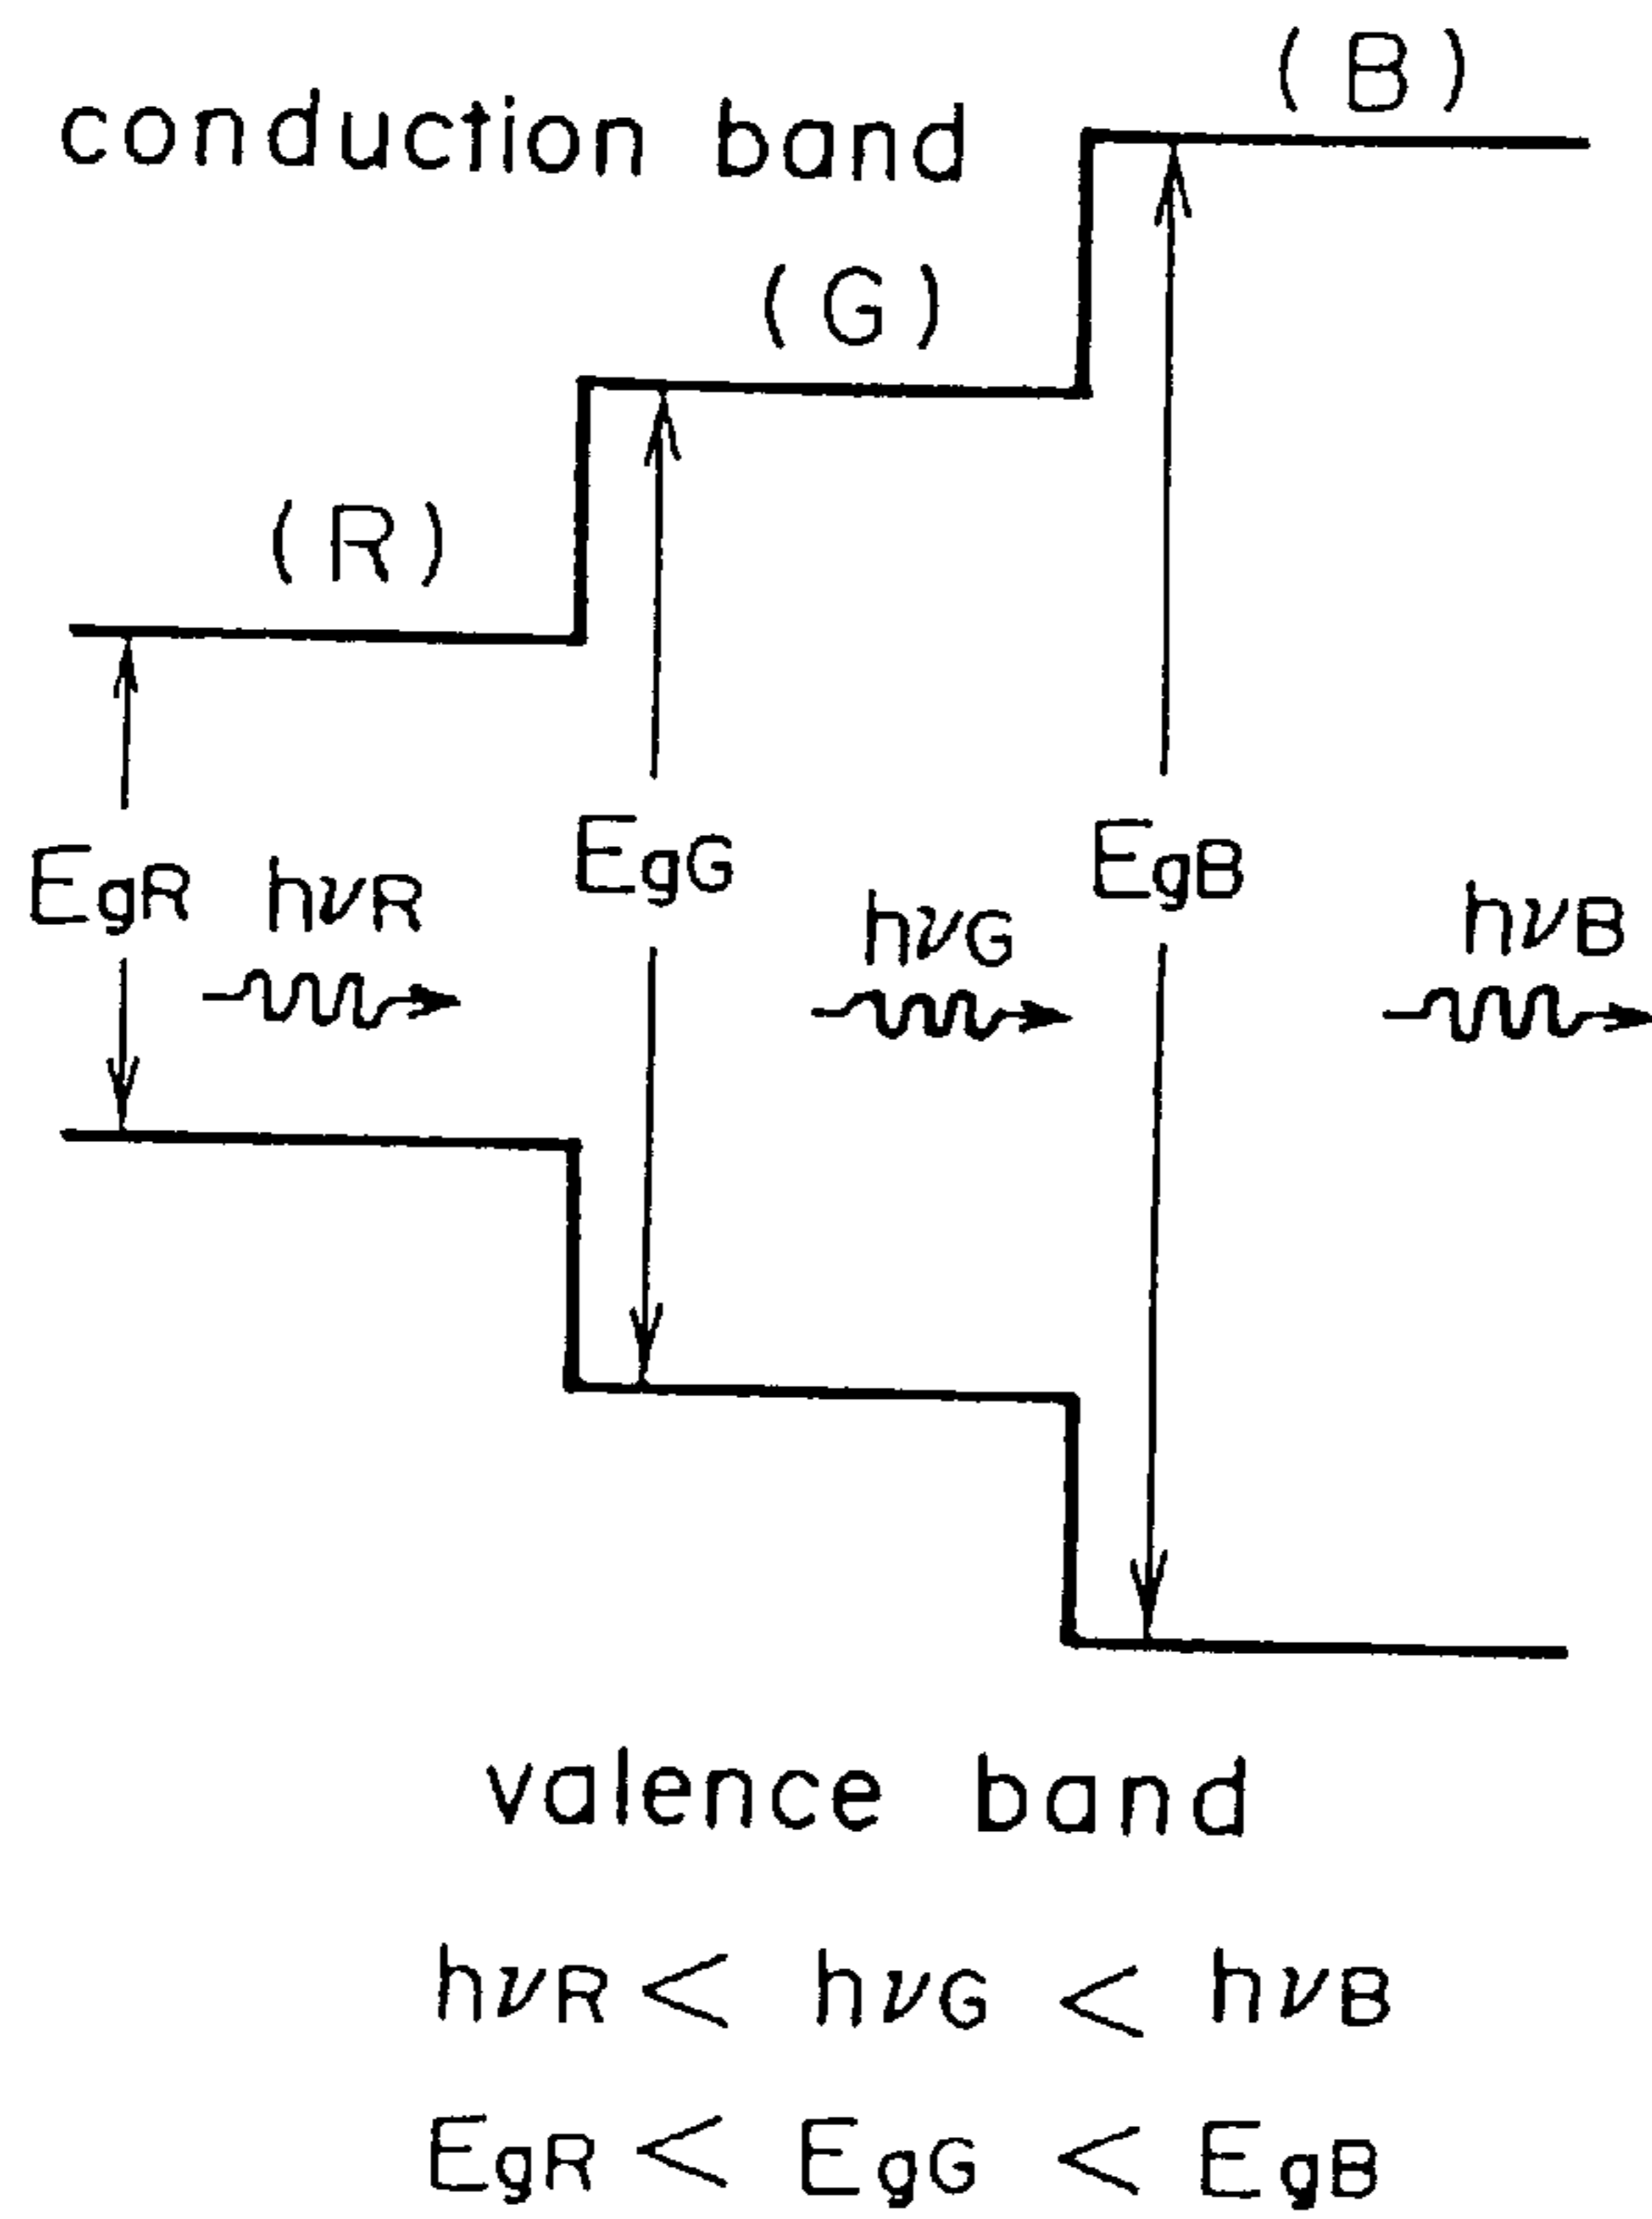 (B)
conduction band
(G)
(R)
EgR hνR EgG hνG EgB hνB
valence band
hνR < hνG < hνB
EgR < EgG < EgB